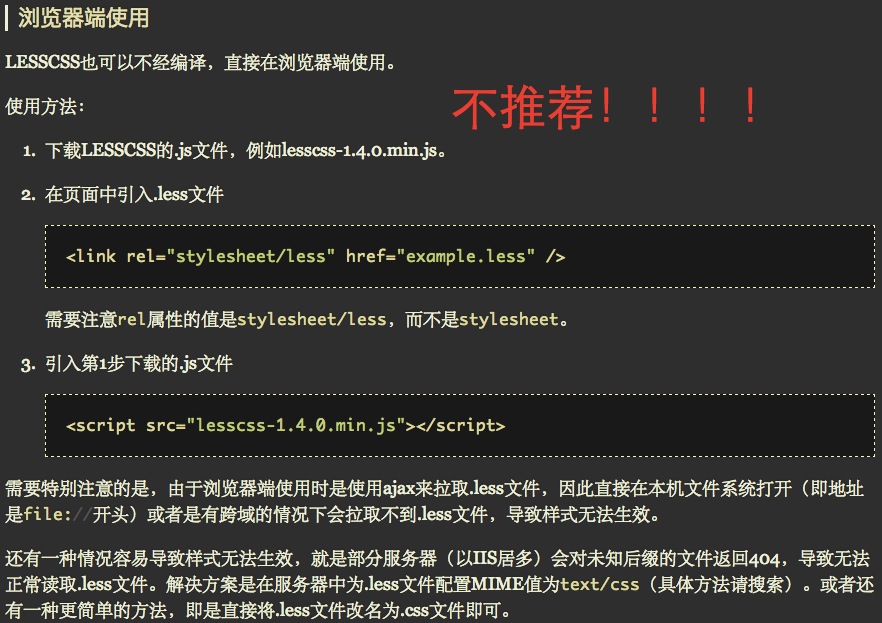 浏览器端使用
LESSCSS也可以不经编译，直接在浏览器端使用。
不推荐！！！！
使用方法：
1. 下载LESSCSS的.js文件，例如lesscss-1.4.0.min.js。
2. 在页面中引入.less文件
<link rel="stylesheet/less" href="example.less" />
需要注意rel属性的值是stylesheet/less，而不是stylesheet。
3. 引入第1步下载的.js文件
<script src="lesscss-1.4.0.min.js"></script>
需要特别注意的是，由于浏览器端使用时是使用ajax来拉取.less文件，因此直接在本机文件系统打开（即地址
是file://开头）或者是有跨域的情况下会拉取不到.less文件，导致样式无法生效。
还有一种情况容易导致样式无法生效，就是部分服务器（以IIS居多）会对未知后缀的文件返回404，导致无法
正常读取.less文件。解决方案是在服务器中为.less文件配置MIME值为text/css（具体方法请搜索）。或者还
有一种更简单的方法，即是直接将.less文件改名为.css文件即可。